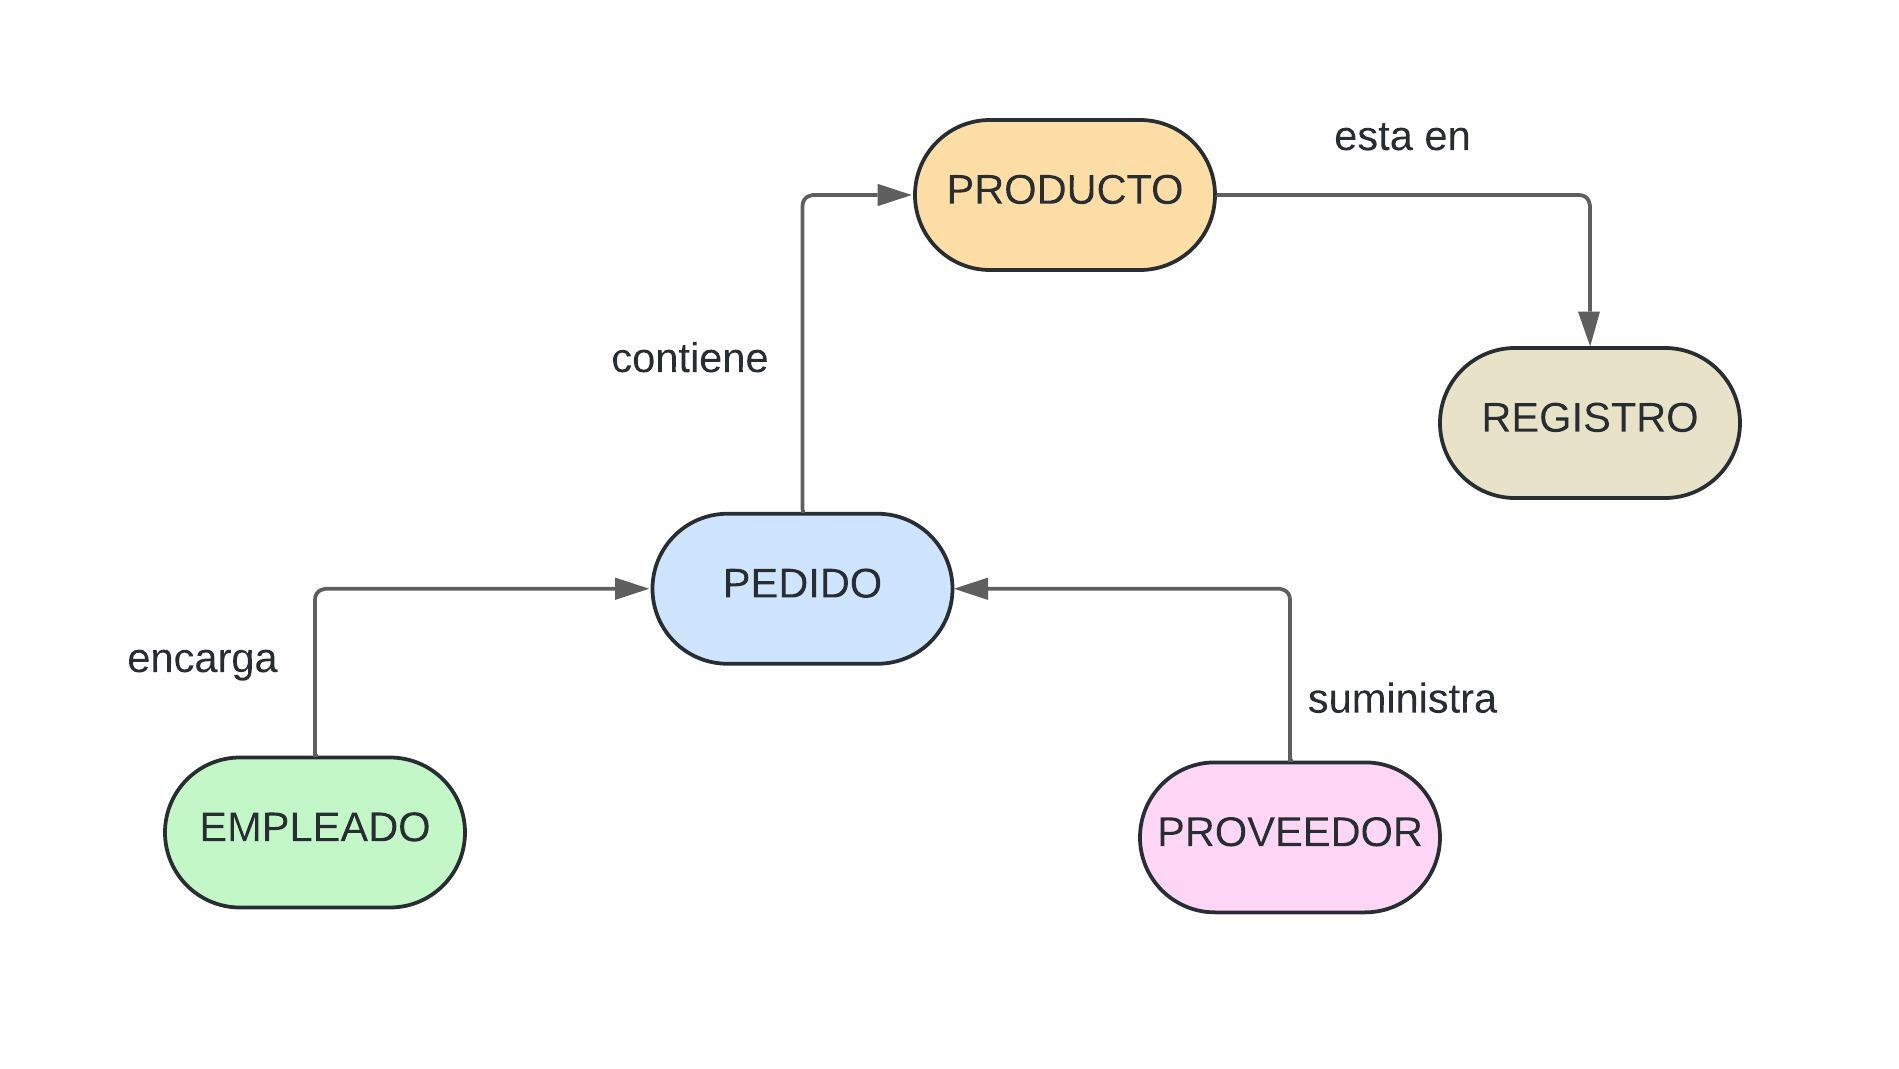 esta en
PRODUCTO
contiene
REGISTRO
PEDIDO
encarga
suministra
EMPLEADO
PROVEEDOR